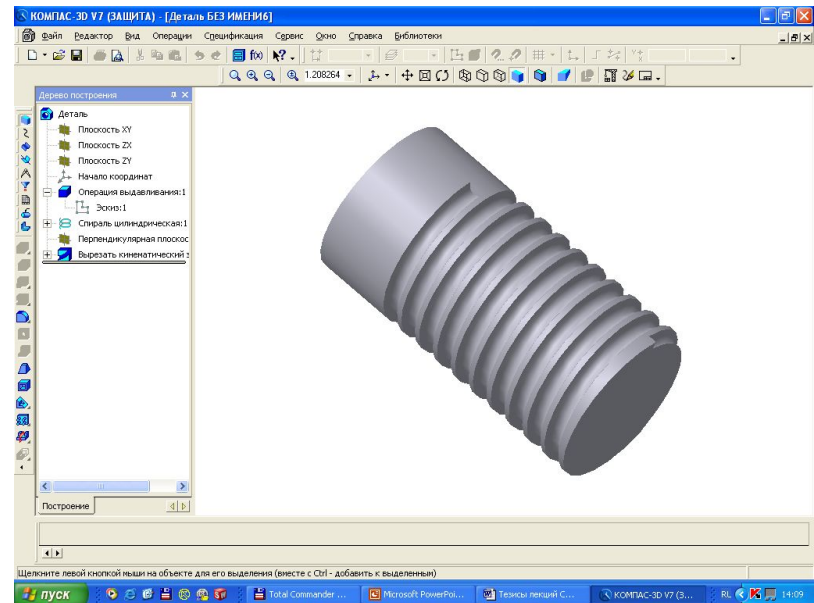 КОМПАС-3D V7 (ЗАЩИТА) - [Деталь БЕЗ ИМЕНИ6]
Файл Редактор Вид Операции Спецификация Сервис Окно Справка Библиотеки
f(x)
1.208264
Дерево построения
Деталь
Плоскость XY
Плоскость ZX
Плоскость ZY
Начало координат
Операция выдавливания:1
Эскиз:1
Спираль цилиндрическая:1
Перпендикулярная плоскос
Вырезать кинематический э
Построение
Щелкните левой кнопкой мыши на объекте для его выделения (вместе с Ctrl - добавить к выделенным)
пуск
Total Commander ...
Microsoft PowerPoi...
Тезисы лекций С...
КОМПАС-3D V7 (З...
RL
14:09